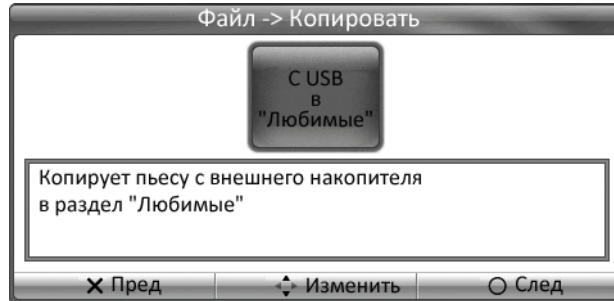 Файл -> Копировать
С USB
в
"Любимые"
Копирует пьесу с внешнего накопителя
в раздел "Любимые"
Пред Изменить След